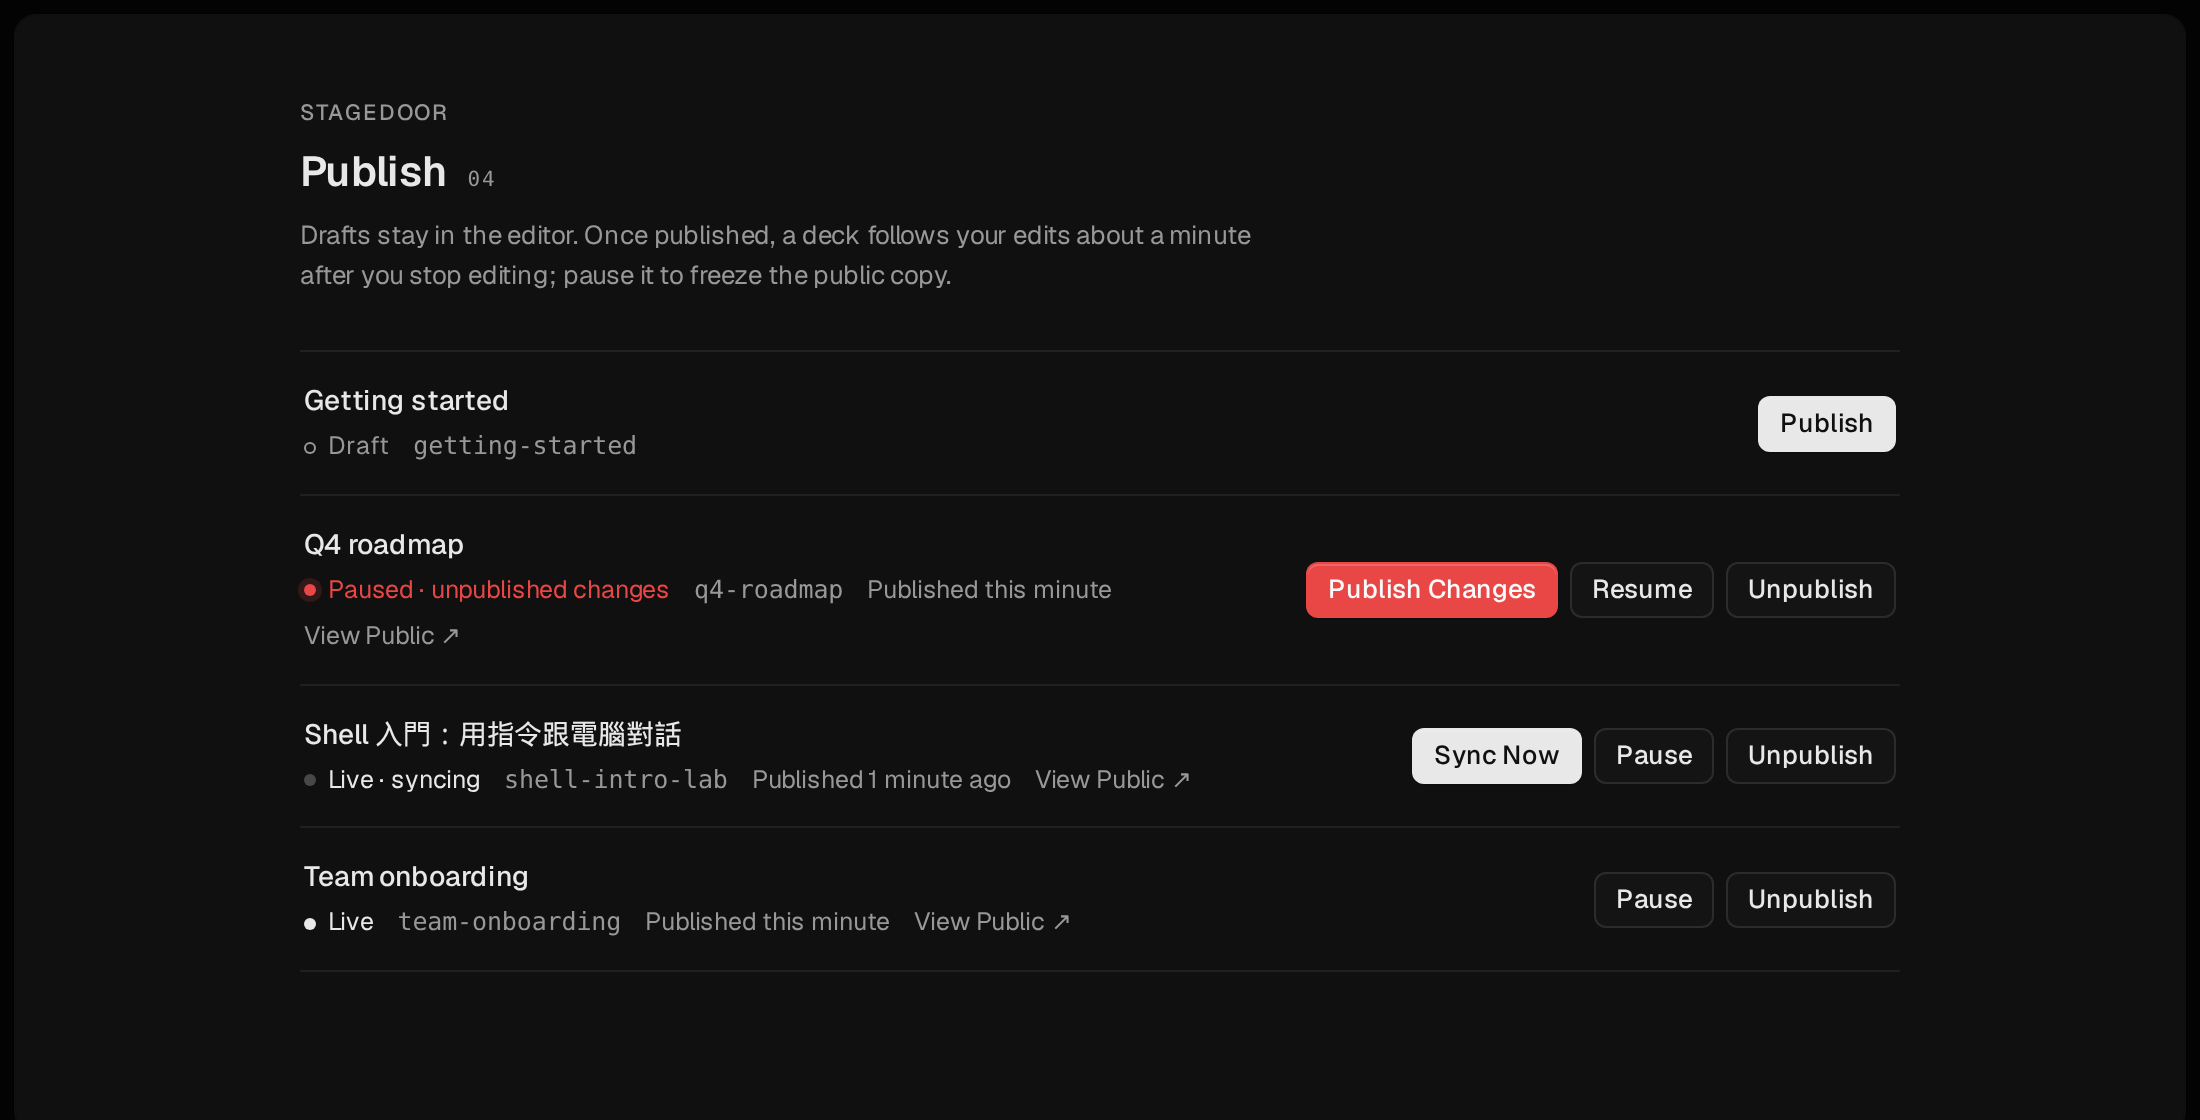 STAGEDOOR
Publish 04
Drafts stay in the editor. Once published, a deck follows your edits about a minute
after you stop editing; pause it to freeze the public copy.
Getting started
Draft getting-started
Publish
Q4 roadmap
Paused · unpublished changes q4-roadmap Published this minute
View Public ↗
Publish Changes Resume Unpublish
Shell 入門：用指令跟電腦對話
Live · syncing shell-intro-lab Published 1 minute ago View Public ↗
Sync Now Pause Unpublish
Team onboarding
Live team-onboarding Published this minute View Public ↗
Pause Unpublish